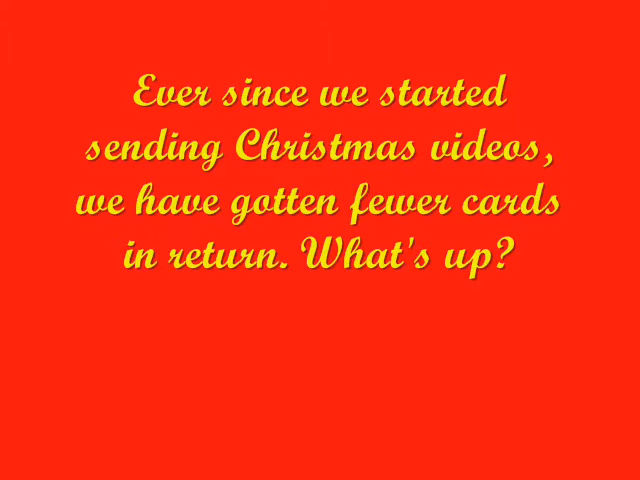 Ever since we started
sending Christmas videos,
we have gotten fewer cards
in return. What's up?